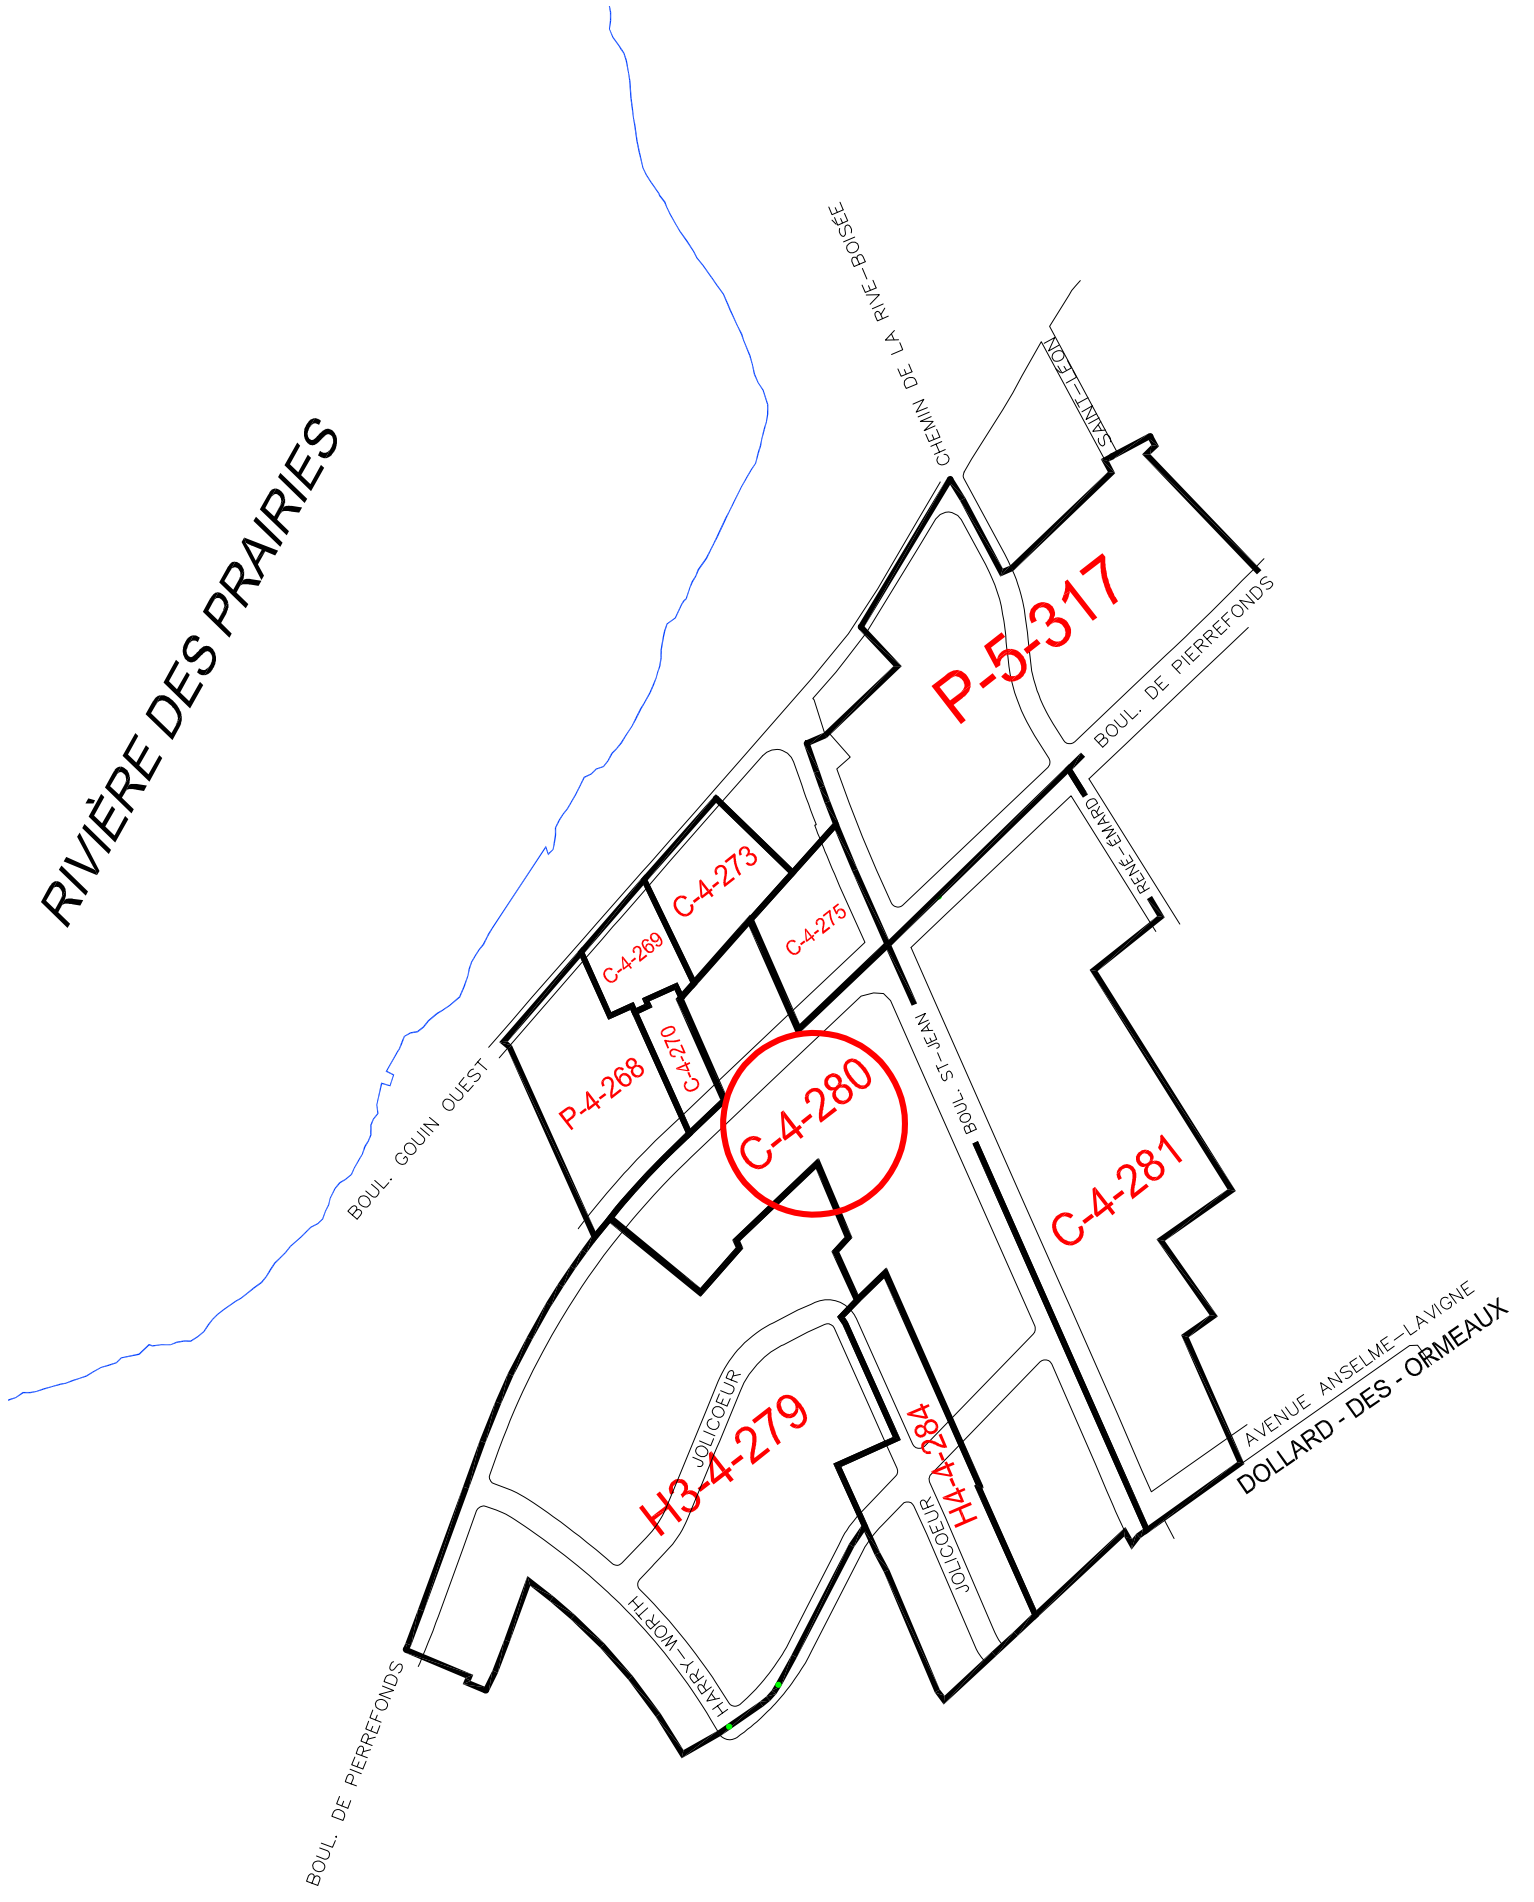 CHEMIN DE LA RIVE-BOISÉE
SAINT-LÉON
RIVIÈRE DES PRAIRIES
P-5-317
BOUL. DE PIERREFONDS
RENÉ-ÉMARD
C-4-273
C-4-275
C-4-269
C-4-270
P-4-268
BOUL. GOUIN OUEST
C-4-280
BOUL. ST-JEAN
C-4-281
AVENUE ANSELME-LAVIGNE
DOLLARD - DES - ORMEAUX
JOLICOEUR
H3-4-279
H4-4-284
JOLICOEUR
HARRY-WORTH
BOUL. DE PIERREFONDS